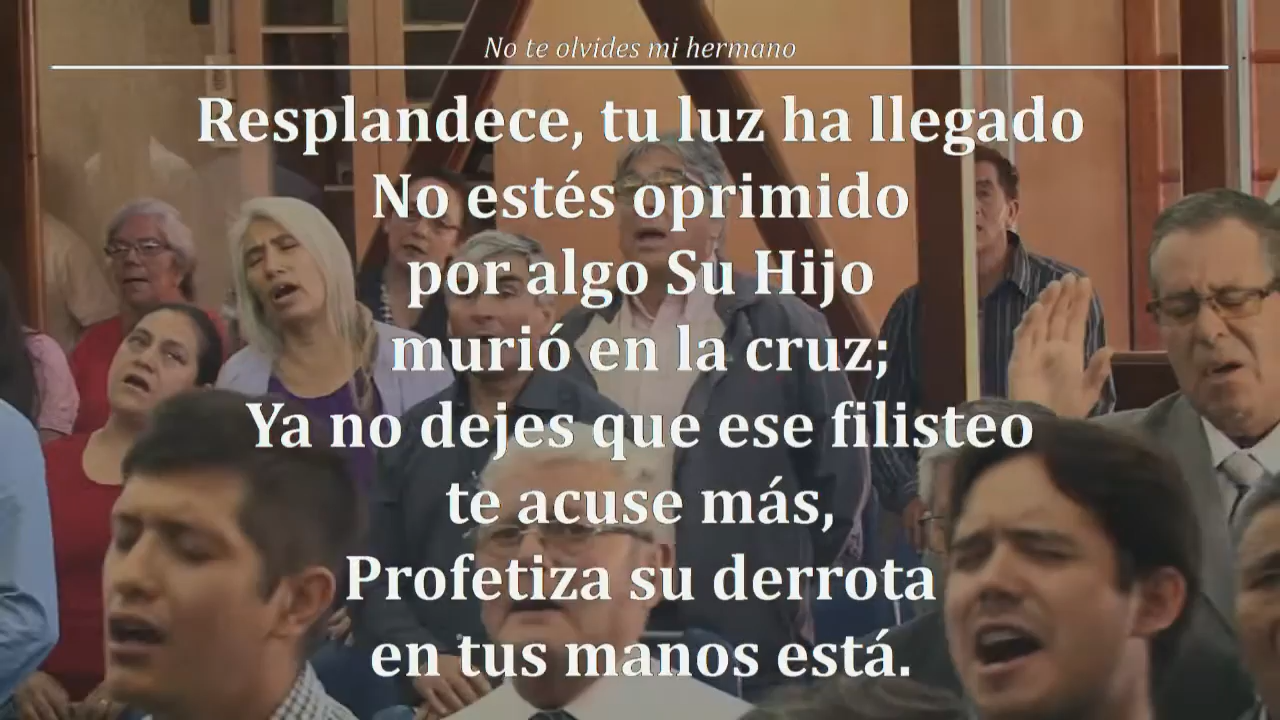 No te olvides mi hermano
Resplandece, tu luz ha llegado
No estés oprimido
por algo Su Hijo
murió en la cruz;
Ya no dejes que ese filisteo
te acuse más,
Profetiza su derrota
en tus manos está.